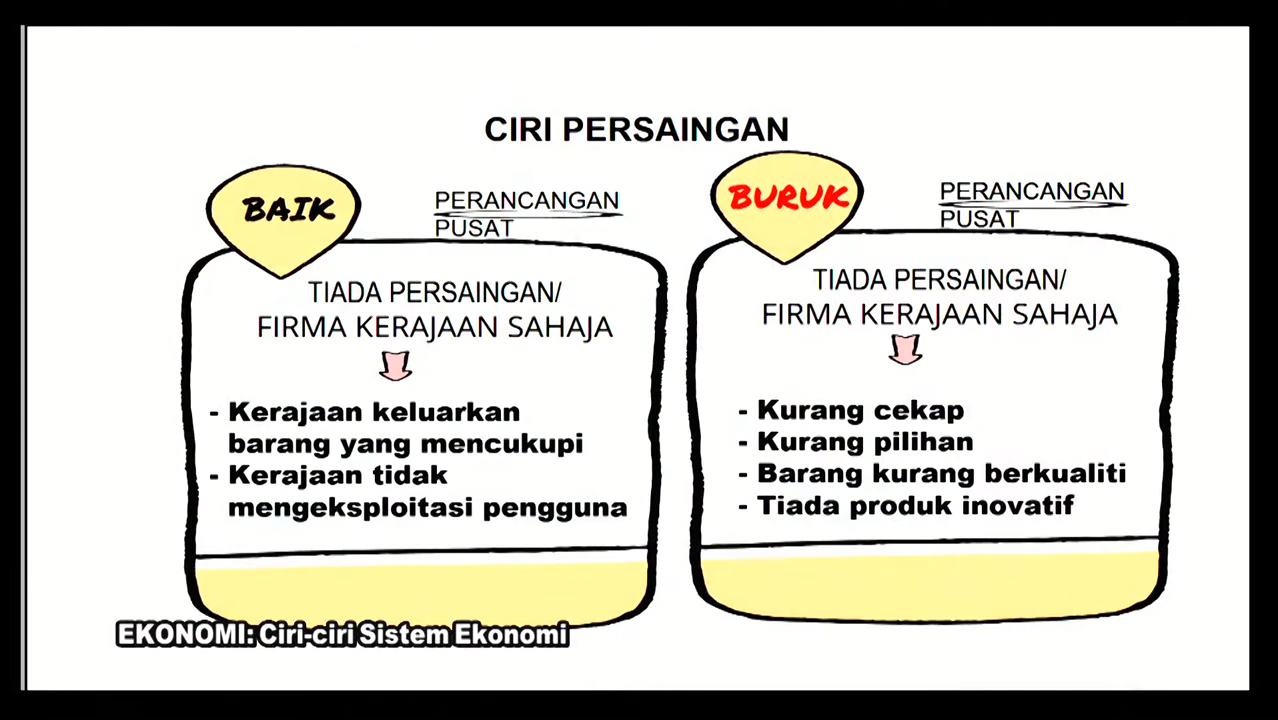 CIRI PERSAINGAN
BAIK
PERANCANGAN
PUSAT
TIADA PERSAINGAN/
FIRMA KERAJAAN SAHAJA
- Kerajaan keluarkan
barang yang mencukupi
- Kerajaan tidak
mengeksploitasi pengguna
BURUK
PERANCANGAN
PUSAT
TIADA PERSAINGAN/
FIRMA KERAJAAN SAHAJA
- Kurang cekap
- Kurang pilihan
- Barang kurang berkualiti
- Tiada produk inovatif
EKONOMI: Ciri-ciri Sistem Ekonomi